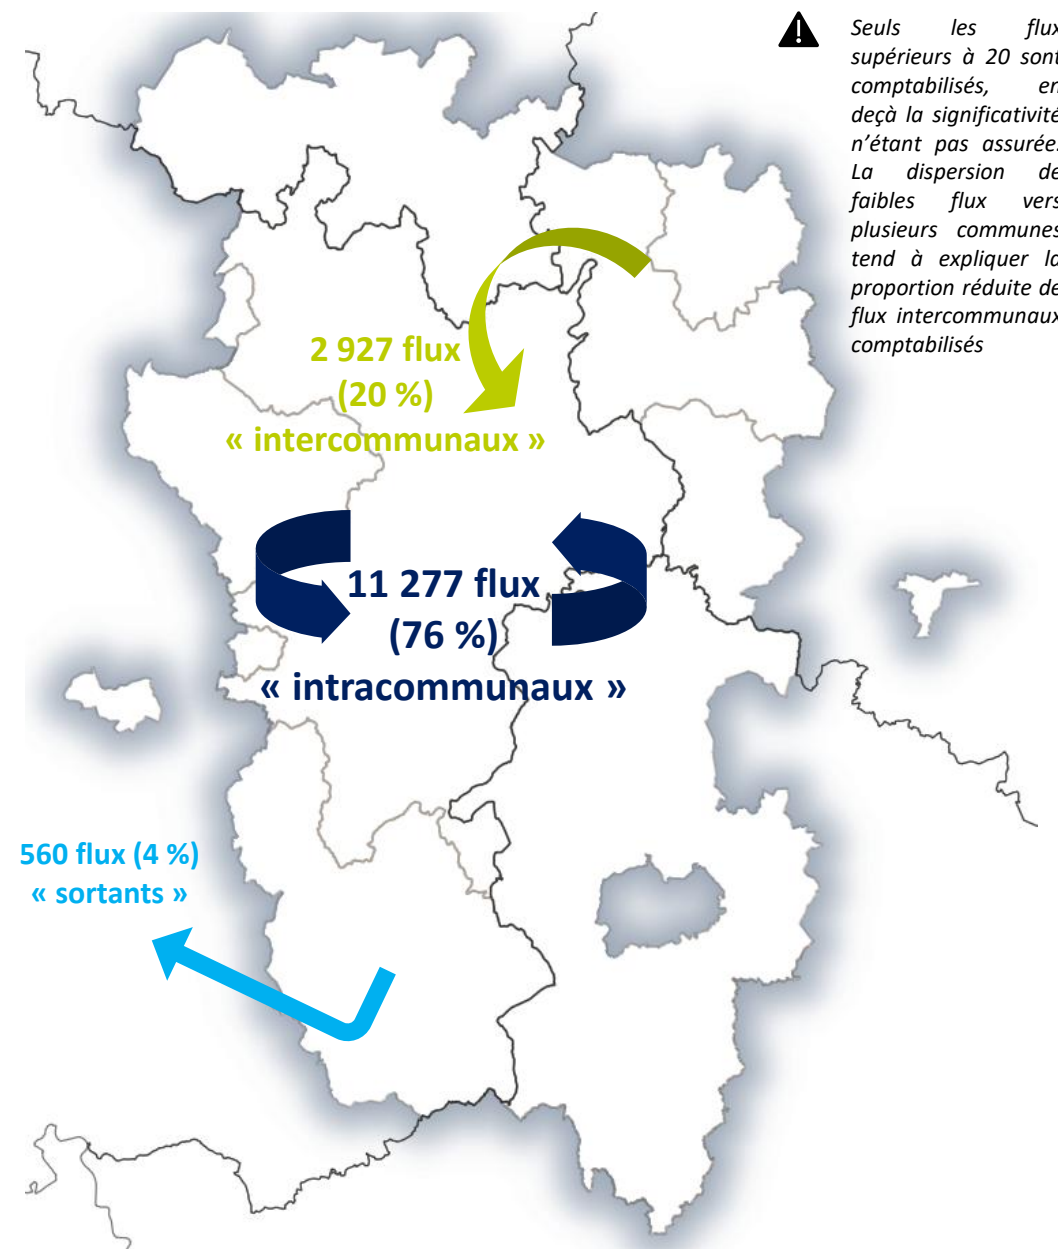 Seuls les flux
supérieurs à 20 sont
comptabilisés, en
deçà la significativité
n'étant pas assurée.
La dispersion de
faibles flux vers
plusieurs communes
tend à expliquer la
proportion réduite de
flux intercommunaux
comptabilisés
2 927 flux
(20 %)
« intercommunaux »
11 277 flux
(76 %)
« intracommunaux »
560 flux (4 %)
« sortants »